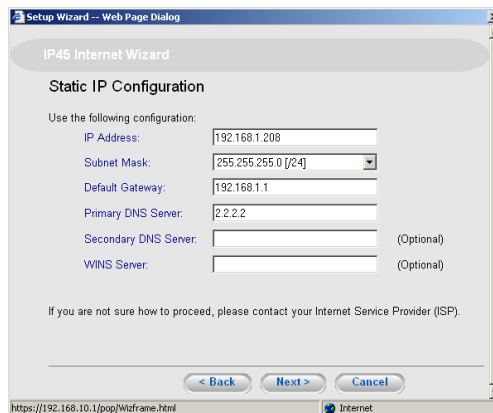 Setup Wizard -- Web Page Dialog
IP45 Internet Wizard
Static IP Configuration
Use the following configuration:
IP Address: 192.168.1.208
Subnet Mask: 255.255.255.0 [/24]
Default Gateway: 192.168.1.1
Primary DNS Server: 2.2.2.2
Secondary DNS Server: (Optional)
WINS Server: (Optional)
If you are not sure how to proceed, please contact your Internet Service Provider (ISP).
< Back Next > Cancel
https://192.168.10.1/pop/Wizframe.html Internet